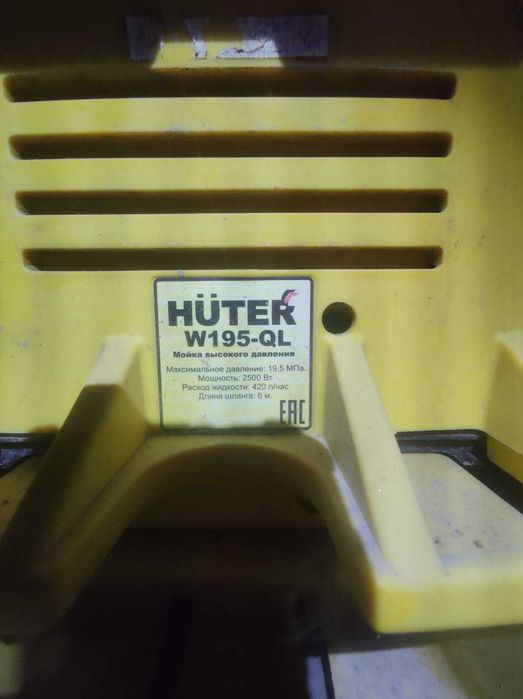 HÜTER
W195-QL
Мойка высокого давления
Максимальное давление: 19.5 МПа.
Мощность: 2500 Вт
Расход жидкости: 420 л/час
Длина шланга: 6 м.
EAC